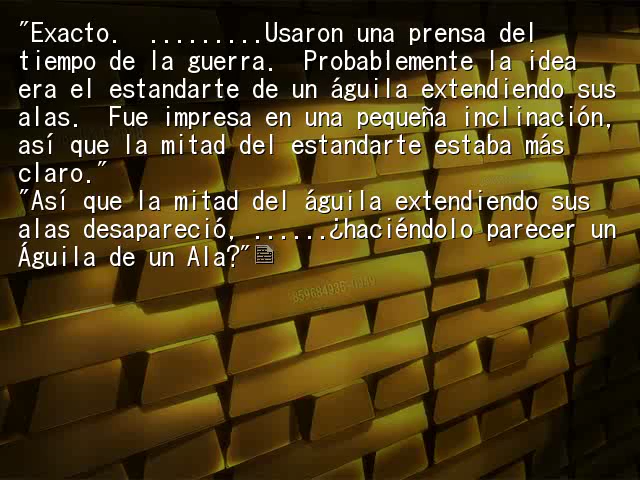 "Exacto.  .........Usaron una prensa del
tiempo de la guerra.  Probablemente la idea
era el estandarte de un águila extendiendo sus
alas.  Fue impresa en una pequeña inclinación,
así que la mitad del estandarte estaba más
claro."
"Así que la mitad del águila extendiendo sus
alas desapareció, ......¿haciéndolo parecer un
Águila de un Ala?"